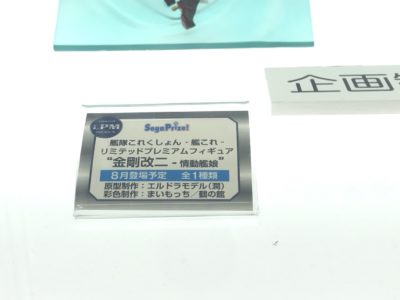 LPM
SegaPrize!
艦隊これくしょん - 艦これ -
リミテッドプレミアムフィギュア
“金剛改二 - 情動艦娘”
8月登場予定 全1種類
原型制作：エルドラモデル(潤)
彩色制作：まいもっち／鶴の館
企画